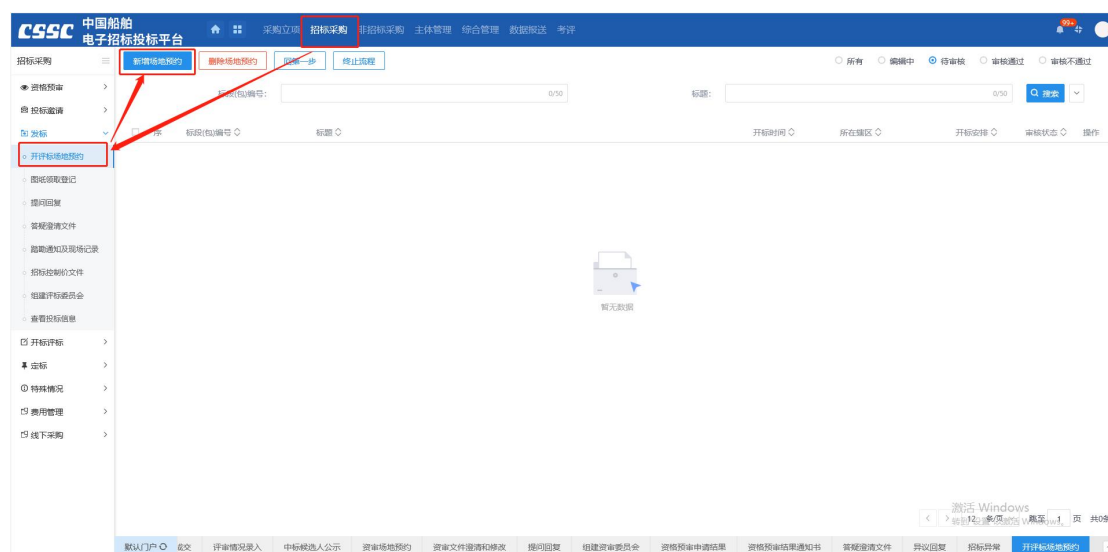 CSSC 中国船舶
电子招标投标平台
采购立项 招标采购 非招标采购 主体管理 综合管理 数据报送 考评
99+
招标采购
新增场地预约 删除场地预约 回第一步 终止流程
所有 编辑中 待审核 审核通过 审核不通过
资格预审
标段(包)编号: 0/50 标题: 0/50 搜索
投标邀请
发标
序 标段(包)编号 标题 开标时间 所在辖区 开标安排 审核状态 操作
开评标场地预约
图纸领取登记
提问回复
答疑澄清文件
踏勘通知及现场记录
招标控制价文件
组建评标委员会
查看投标信息
暂无数据
开标评标
定标
特殊情况
费用管理
线下采购
激活 Windows
12 条/页 跳至 1 页 共0条
默认门户 成交 评审情况录入 中标候选人公示 资审场地预约 资审文件澄清和修改 提问回复 组建资审委员会 资格预审申请结果 资格预审结果通知书 答疑澄清文件 异议回复 招标异常 开评标场地预约